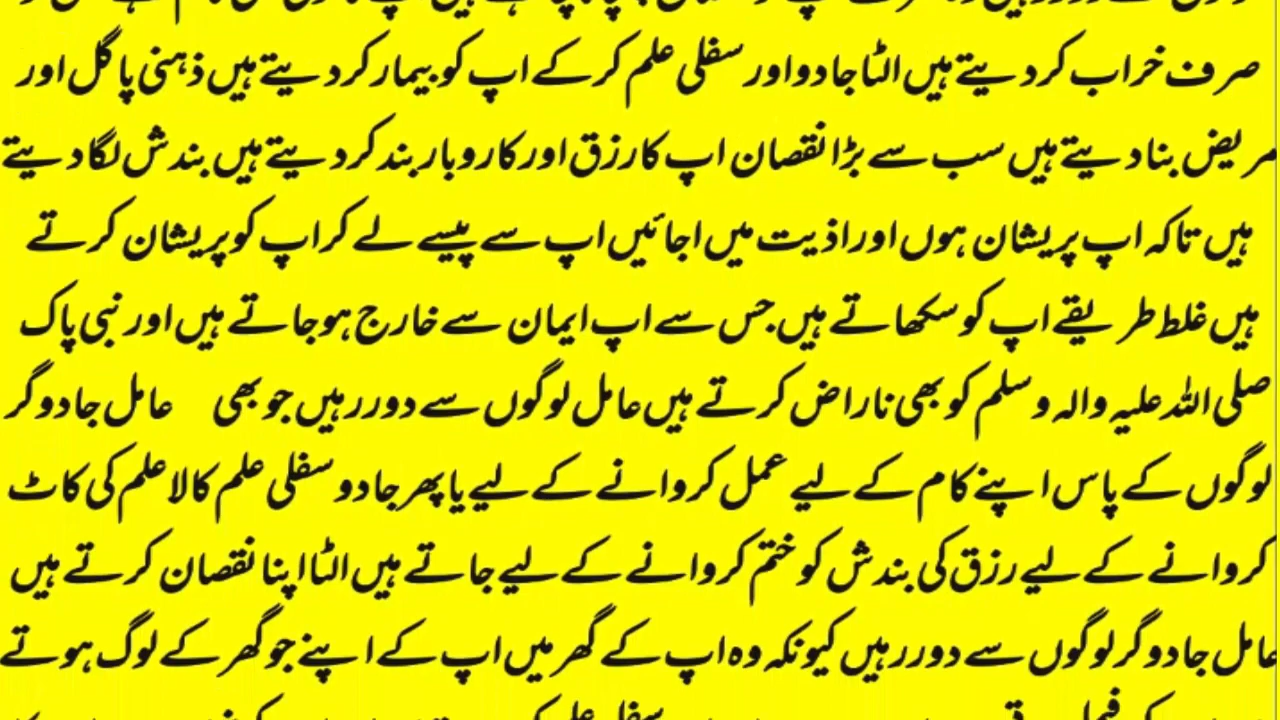 صرف خراب کر دیتے ہیں الٹا جادو اور سفلی علم کر کے اپ کو بیمار کر دیتے ہیں ذہنی پاگل اور
مریض بنا دیتے ہیں سب سے بڑا نقصان اپ کا رزق اور کاروبار بند کر دیتے ہیں بندش لگا دیتے
ہیں تاکہ اپ پریشان ہوں اور اذیت میں اجائیں اپ سے پیسے لے کر اپ کو پریشان کرتے
ہیں غلط طریقے اپ کو سکھاتے ہیں جس سے اپ ایمان سے خارج ہو جاتے ہیں اور نبی پاک
صلی اللہ علیہ والہ وسلم کو بھی ناراض کرتے ہیں عامل لوگوں سے دور رہیں جو بھی عامل جادوگر
لوگوں کے پاس اپنے کام کے لیے عمل کروانے کے لیے یا پھر جادو سفلی علم کالا علم کی کاٹ
کروانے کے لیے رزق کی بندش کو ختم کروانے کے لیے جاتے ہیں الٹا اپنا نقصان کرتے ہیں
عامل جادوگر لوگوں سے دور رہیں کیونکہ وہ اپ کے گھر میں اپ کے اپنے جو گھر کے لوگ ہوتے